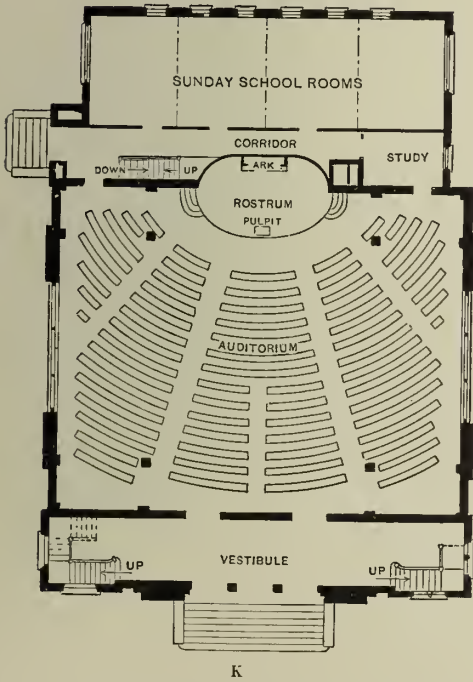 SUNDAY SCHOOL ROOMS
CORRIDOR
ARK
STUDY
DOWN UP
ROSTRUM
PULPIT
AUDITORIUM
VESTIBULE
UP
UP
K